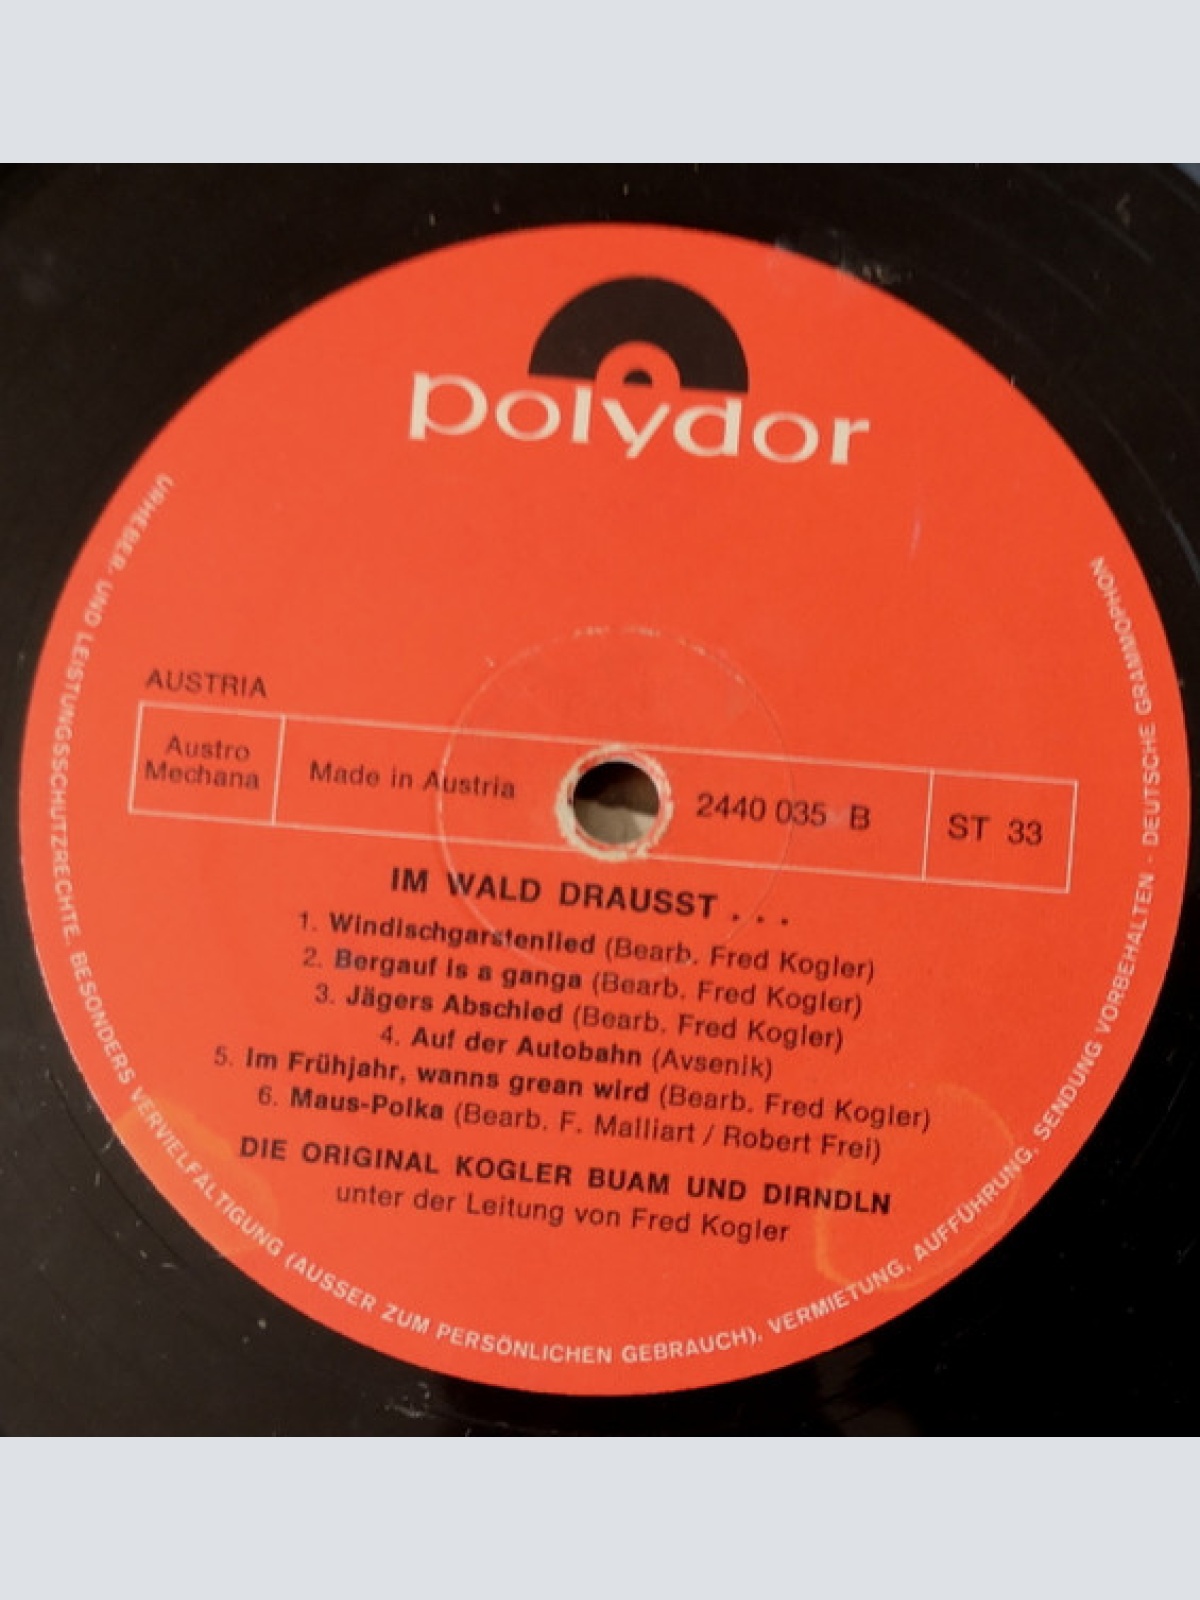 polydor
AUSTRIA
Austro
Mechana
Made in Austria
2440 035 B
ST 33
IM WALD DRAUSST . . .
1. Windischgarstenlied (Bearb. Fred Kogler)
2. Bergauf is a ganga (Bearb. Fred Kogler)
3. Jägers Abschied (Bearb. Fred Kogler)
4. Auf der Autobahn (Avsenik)
5. Im Frühjahr, wanns grean wird (Bearb. Fred Kogler)
6. Maus-Polka (Bearb. F. Malliart / Robert Frei)
DIE ORIGINAL KOGLER BUAM UND DIRNDLN
unter der Leitung von Fred Kogler
URHEBER- UND LEISTUNGSSCHUTZRECHTE. BESONDERS VERVIELFÄLTIGUNG (AUSSER ZUM PERSÖNLICHEN GEBRAUCH), VERMIETUNG, AUFFÜHRUNG, SENDUNG VORBEHALTEN - DEUTSCHE GRAMMOPHON